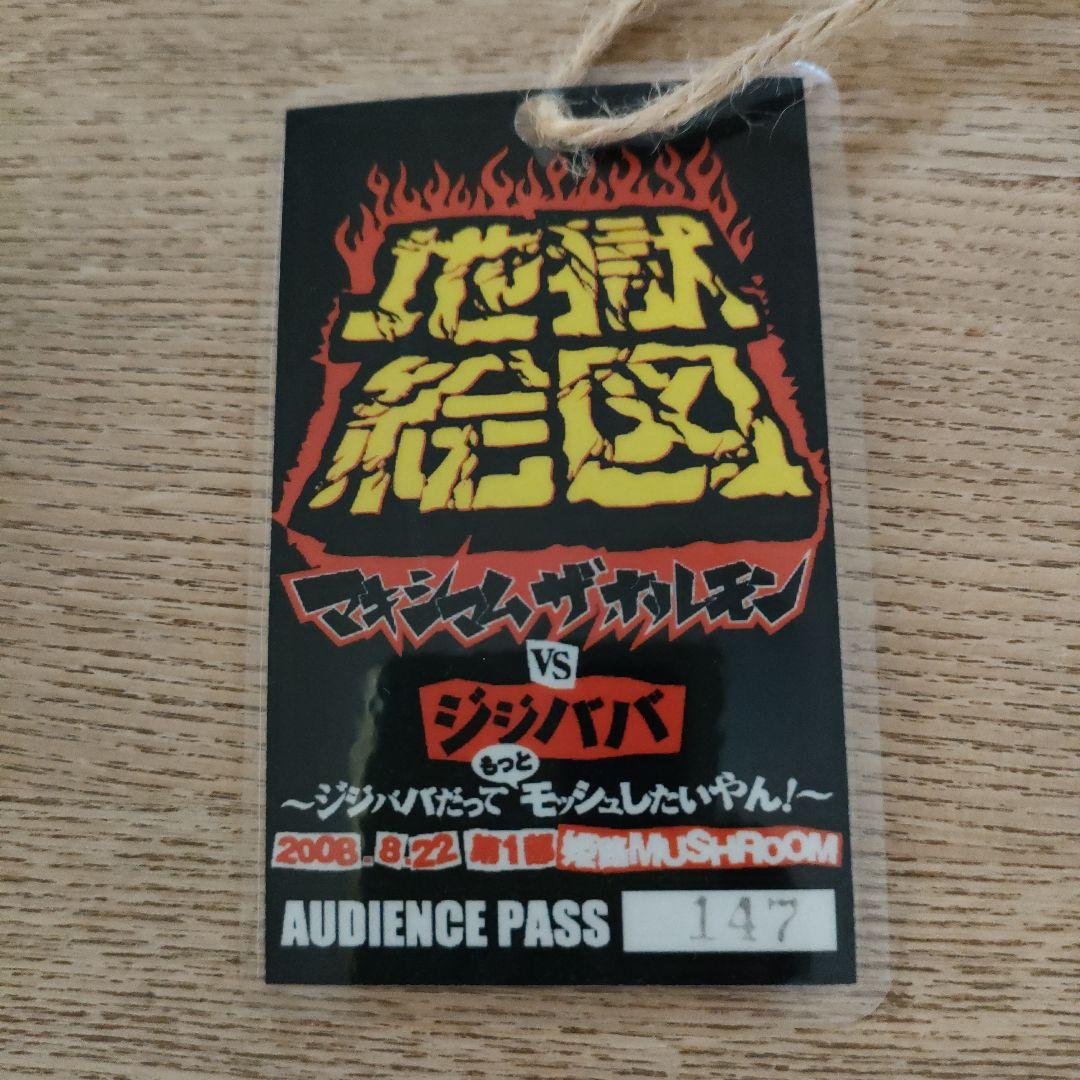 地獄
絵図
マキシマム ザ ホルモン
VS
ジジババ
もっと
～ジジババだってモッシュしたいやん!～
2008.8.22 第1部 姫路MUSHRoOM
AUDIENCE PASS 147